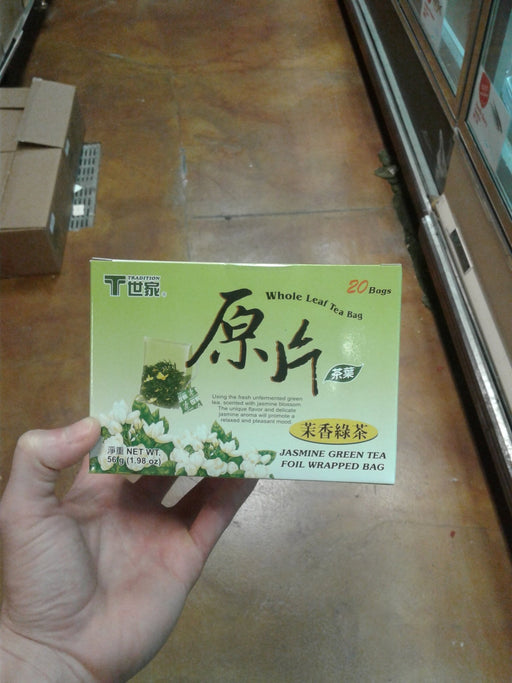 TRADITION
世家
原片
茶葉
Whole Leaf Tea Bag
20 Bags
Using the fresh unfermented green
tea, scented with jasmine blossom.
The unique flavor and delicate
jasmine aroma will promote a
relaxed and pleasant mood.
茉香綠茶
JASMINE GREEN TEA
FOIL WRAPPED BAG
淨重 NET WT.
56g (1.98 oz)